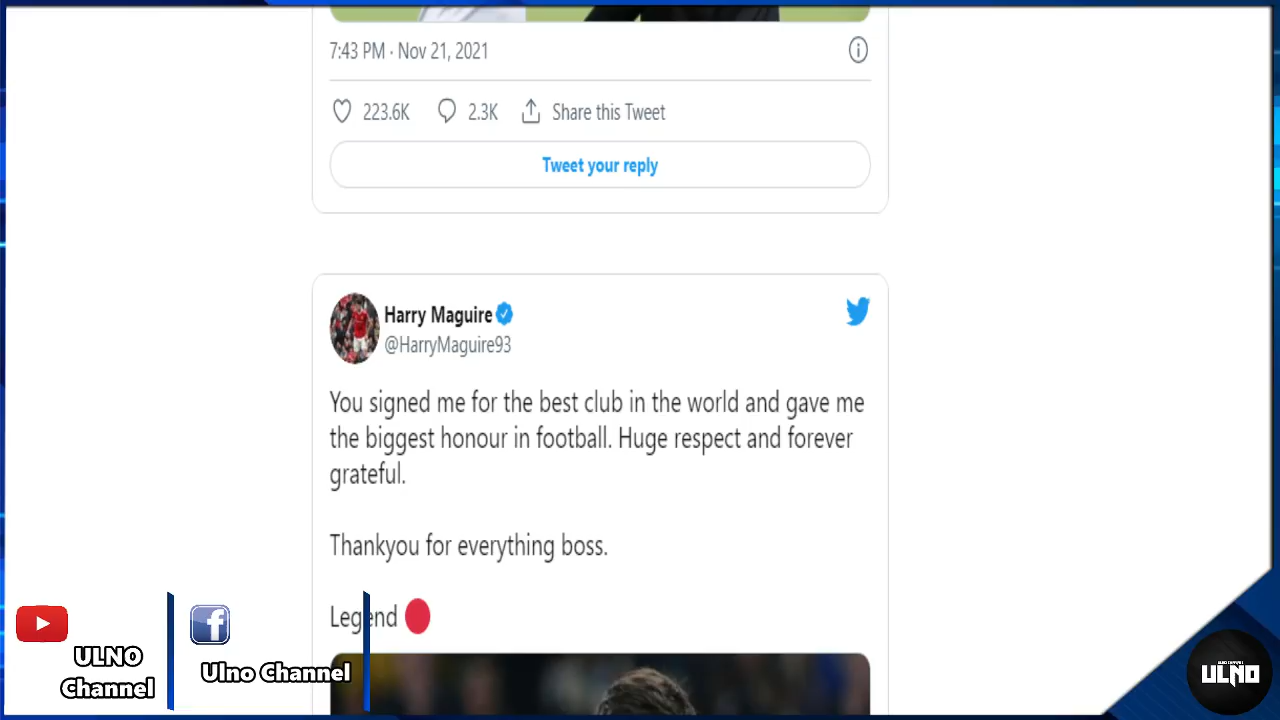 7:43 PM · Nov 21, 2021
223.6K 2.3K Share this Tweet
Tweet your reply
Harry Maguire
@HarryMaguire93
You signed me for the best club in the world and gave me
the biggest honour in football. Huge respect and forever
grateful.
Thankyou for everything boss.
Legend
ULNO
Channel
Ulno Channel
ULNO